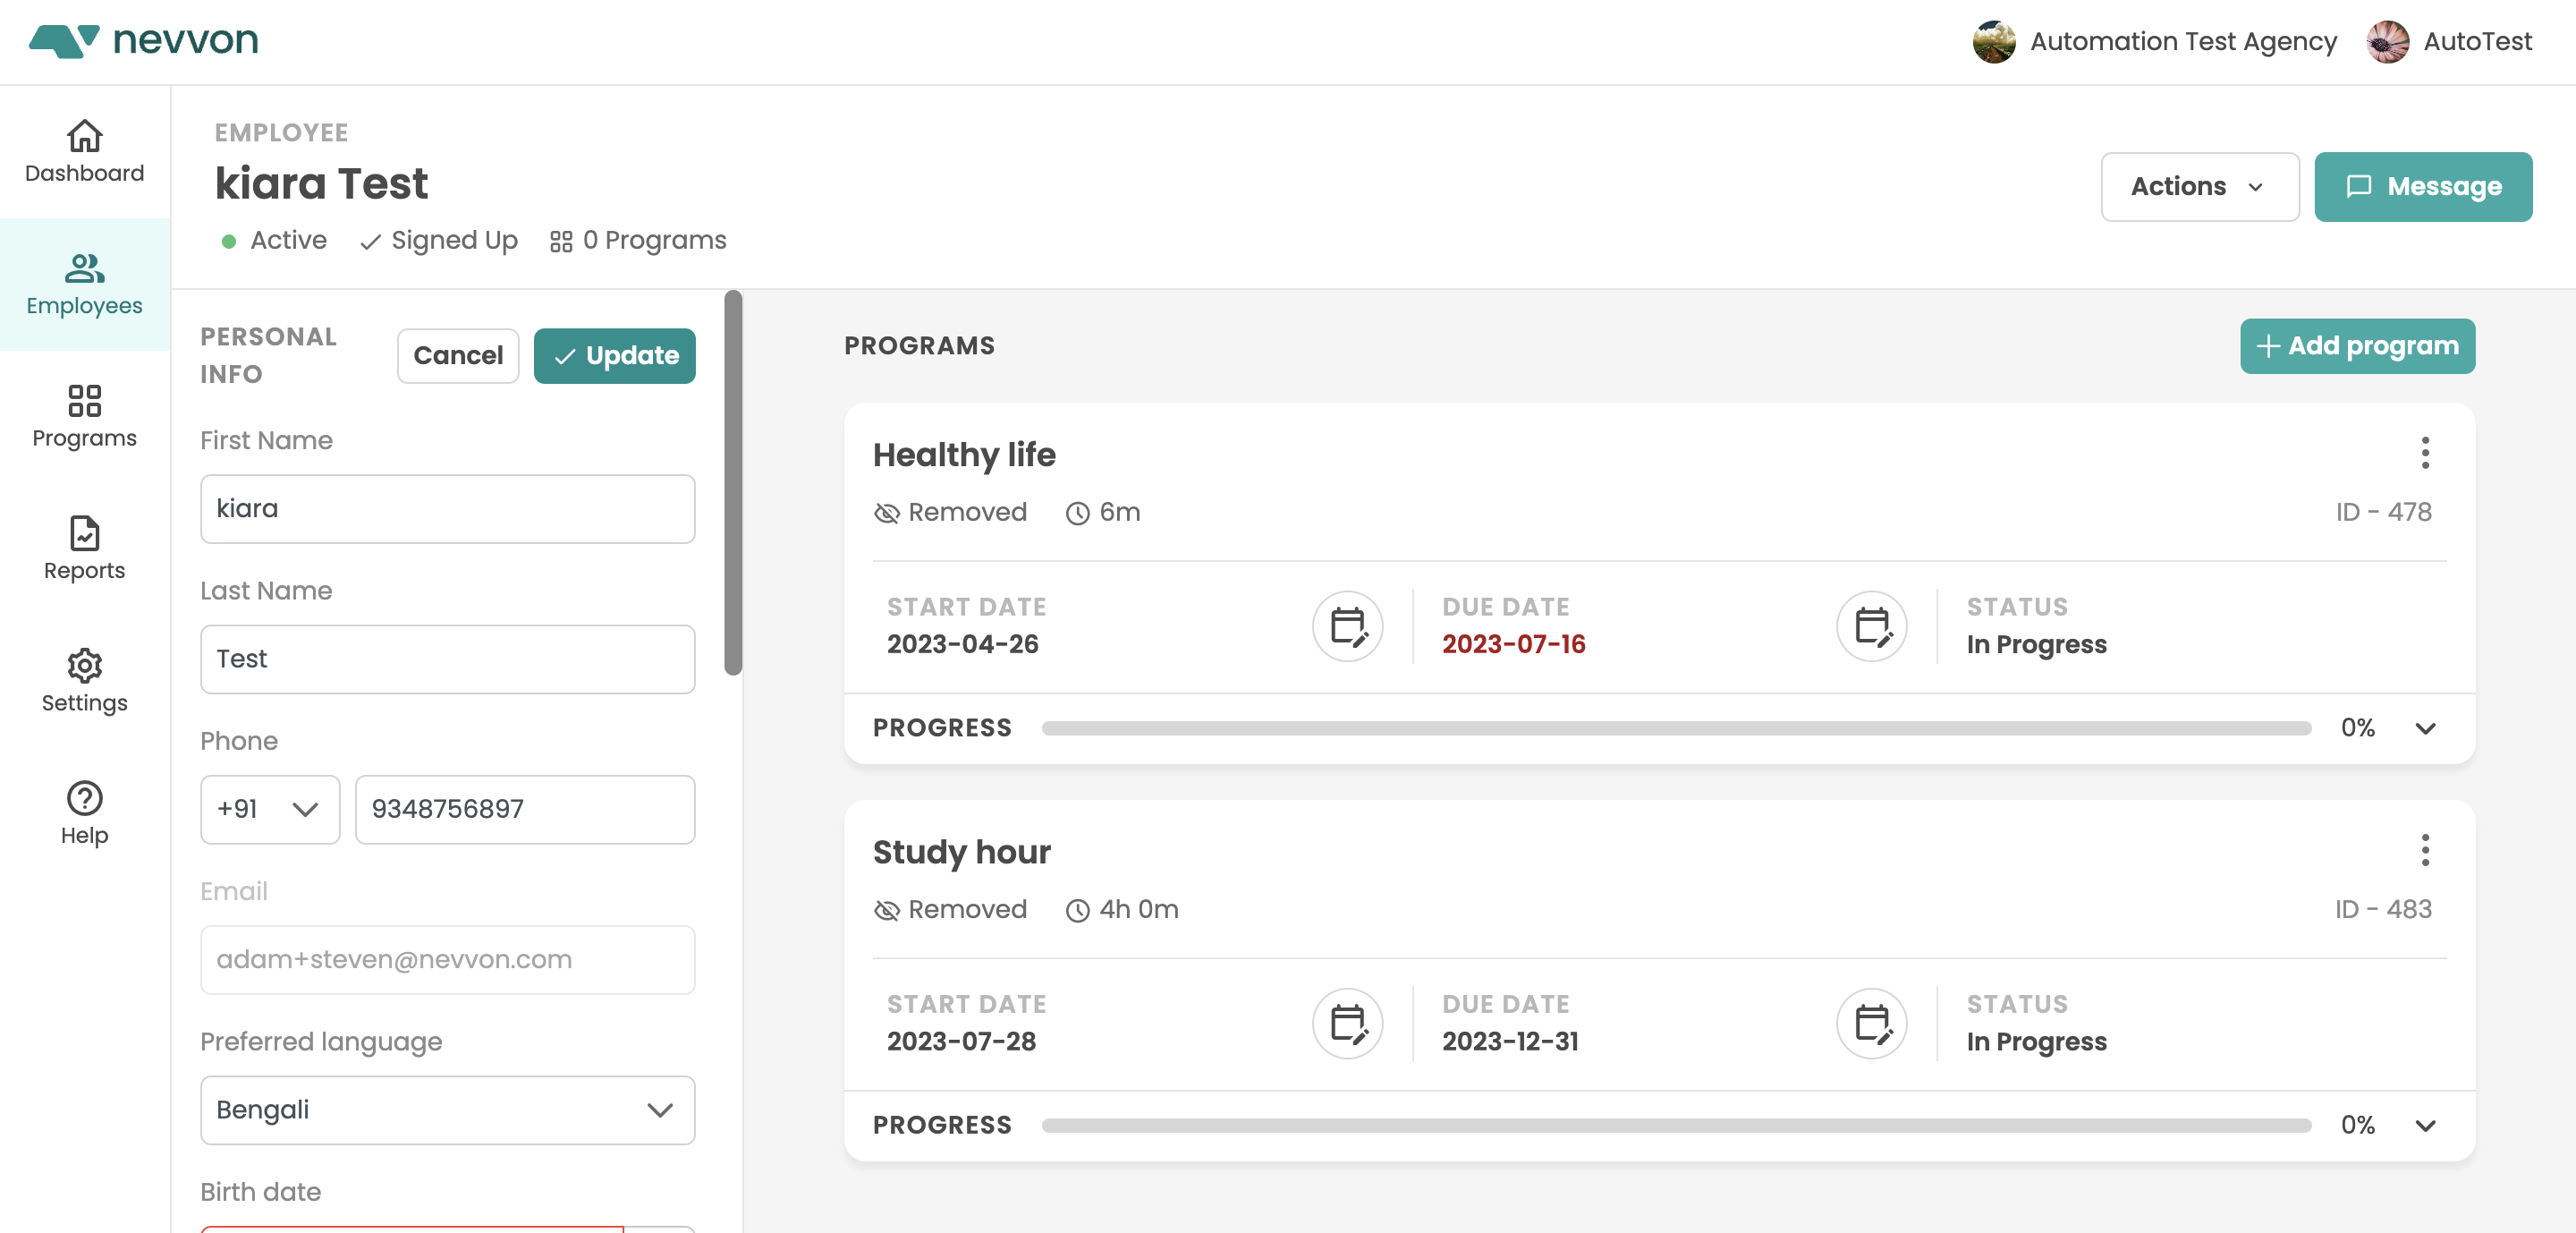 nevvon
Automation Test Agency
AutoTest
Dashboard
Employees
Programs
Reports
Settings
Help
EMPLOYEE
kiara Test
Active Signed Up 0 Programs
Actions
Message
PERSONAL
INFO
Cancel
Update
First Name
kiara
Last Name
Test
Phone
+91 9348756897
Email
adam+steven@nevvon.com
Preferred language
Bengali
Birth date
PROGRAMS
Add program
Healthy life
Removed 6m ID - 478
START DATE DUE DATE STATUS
2023-04-26 2023-07-16 In Progress
PROGRESS 0%
Study hour
Removed 4h 0m ID - 483
START DATE DUE DATE STATUS
2023-07-28 2023-12-31 In Progress
PROGRESS 0%